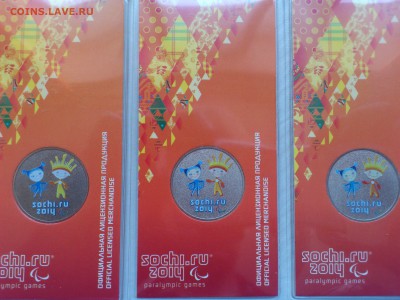 COINS.LAVE.RU
sochi.ru
2014
ОФИЦИАЛЬНАЯ ЛИЦЕНЗИОННАЯ ПРОДУКЦИЯ
OFFICIAL LICENSED MERCHANDISE
sochi.ru
2014
paralympic games
sochi.ru
2014
ОФИЦИАЛЬНАЯ ЛИЦЕНЗИОННАЯ ПРОДУКЦИЯ
OFFICIAL LICENSED MERCHANDISE
sochi.ru
2014
paralympic games
sochi.ru
2014
sochi.ru
2014
paralympic games